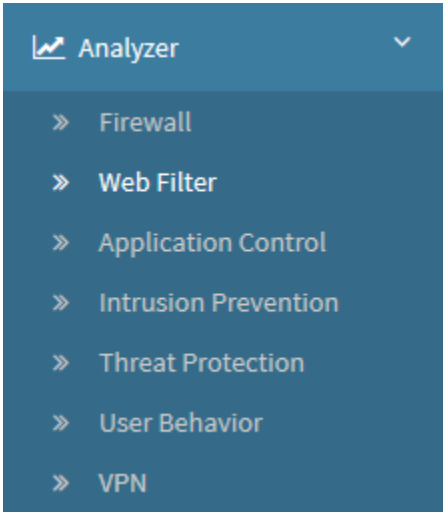 Analyzer
Firewall
Web Filter
Application Control
Intrusion Prevention
Threat Protection
User Behavior
VPN